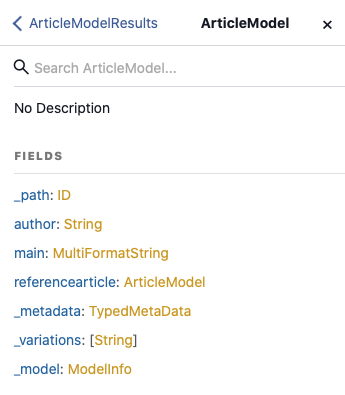 ArticleModelResults ArticleModel
Search ArticleModel...
No Description
FIELDS
_path: ID
author: String
main: MultiFormatString
referencearticle: ArticleModel
_metadata: TypedMetaData
_variations: [String]
_model: ModelInfo